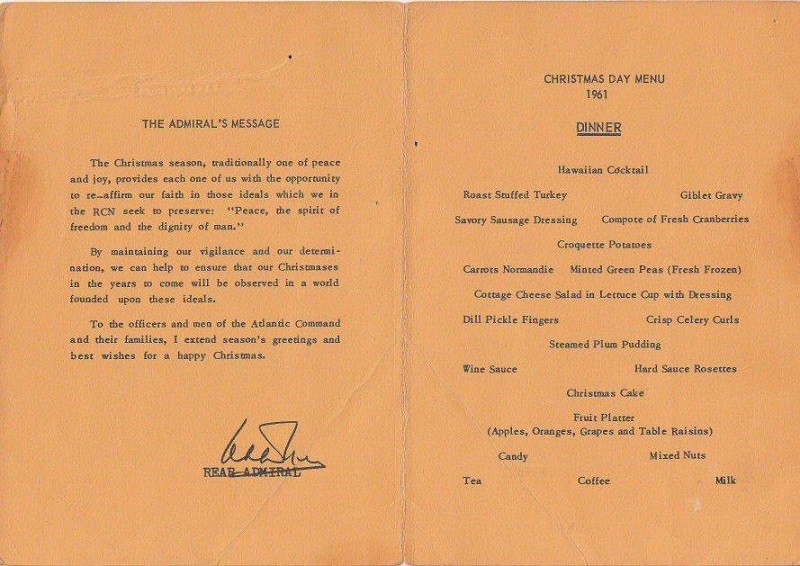 THE ADMIRAL'S MESSAGE
The Christmas season, traditionally one of peace
and joy, provides each one of us with the opportunity
to re-affirm our faith in those ideals which we in
the RCN seek to preserve: "Peace, the spirit of
freedom and the dignity of man."
By maintaining our vigilance and our determi-
nation, we can help to ensure that our Christmases
in the years to come will be observed in a world
founded upon these ideals.
To the officers and men of the Atlantic Command
and their families, I extend season's greetings and
best wishes for a happy Christmas.
REAR ADMIRAL
CHRISTMAS DAY MENU
1961
DINNER
Hawaiian Cocktail
Roast Stuffed Turkey Giblet Gravy
Savory Sausage Dressing Compote of Fresh Cranberries
Croquette Potatoes
Carrots Normandie Minted Green Peas (Fresh Frozen)
Cottage Cheese Salad in Lettuce Cup with Dressing
Dill Pickle Fingers Crisp Celery Curls
Steamed Plum Pudding
Wine Sauce Hard Sauce Rosettes
Christmas Cake
Fruit Platter
(Apples, Oranges, Grapes and Table Raisins)
Candy Mixed Nuts
Tea Coffee Milk